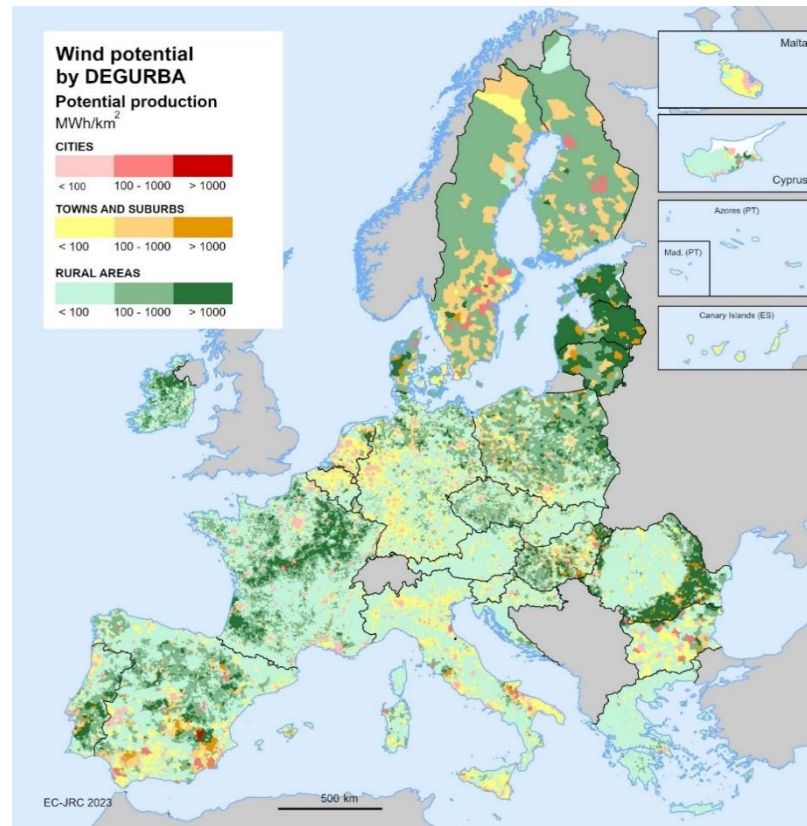 Wind potential
by DEGURBA
Potential production
MWh/km²
CITIES
< 100 100 - 1000 > 1000
TOWNS AND SUBURBS
< 100 100 - 1000 > 1000
RURAL AREAS
< 100 100 - 1000 > 1000
Malta
Cyprus
Azores (PT)
Mad. (PT)
Canary Islands (ES)
EC-JRC 2023
500 km